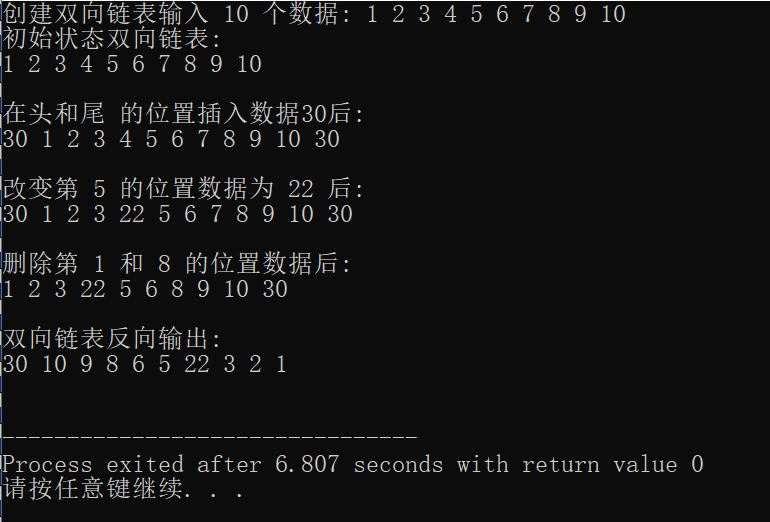 创建双向链表输入 10 个数据: 1 2 3 4 5 6 7 8 9 10
初始状态双向链表:
1 2 3 4 5 6 7 8 9 10
在头和尾 的位置插入数据30后:
30 1 2 3 4 5 6 7 8 9 10 30
改变第 5 的位置数据为 22 后:
30 1 2 3 22 5 6 7 8 9 10 30
删除第 1 和 8 的位置数据后:
1 2 3 22 5 6 8 9 10 30
双向链表反向输出:
30 10 9 8 6 5 22 3 2 1
--------------------------------
Process exited after 6.807 seconds with return value 0
请按任意键继续. . .